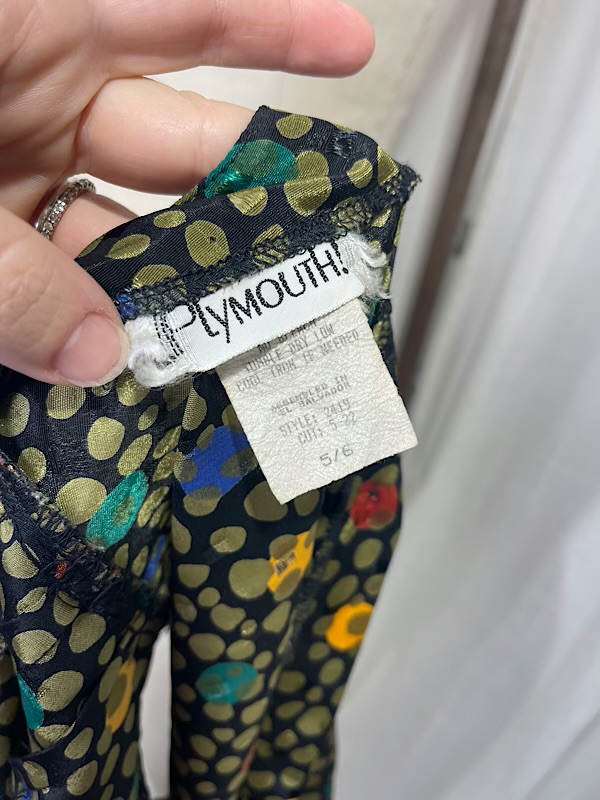 PLYMOUTH!
TUMBLE DRY LOW
COOL IRON IF NEEDED
ASSEMBLED IN
EL SALVADOR
STYLE: 2419
CUT: 5-22
5/6